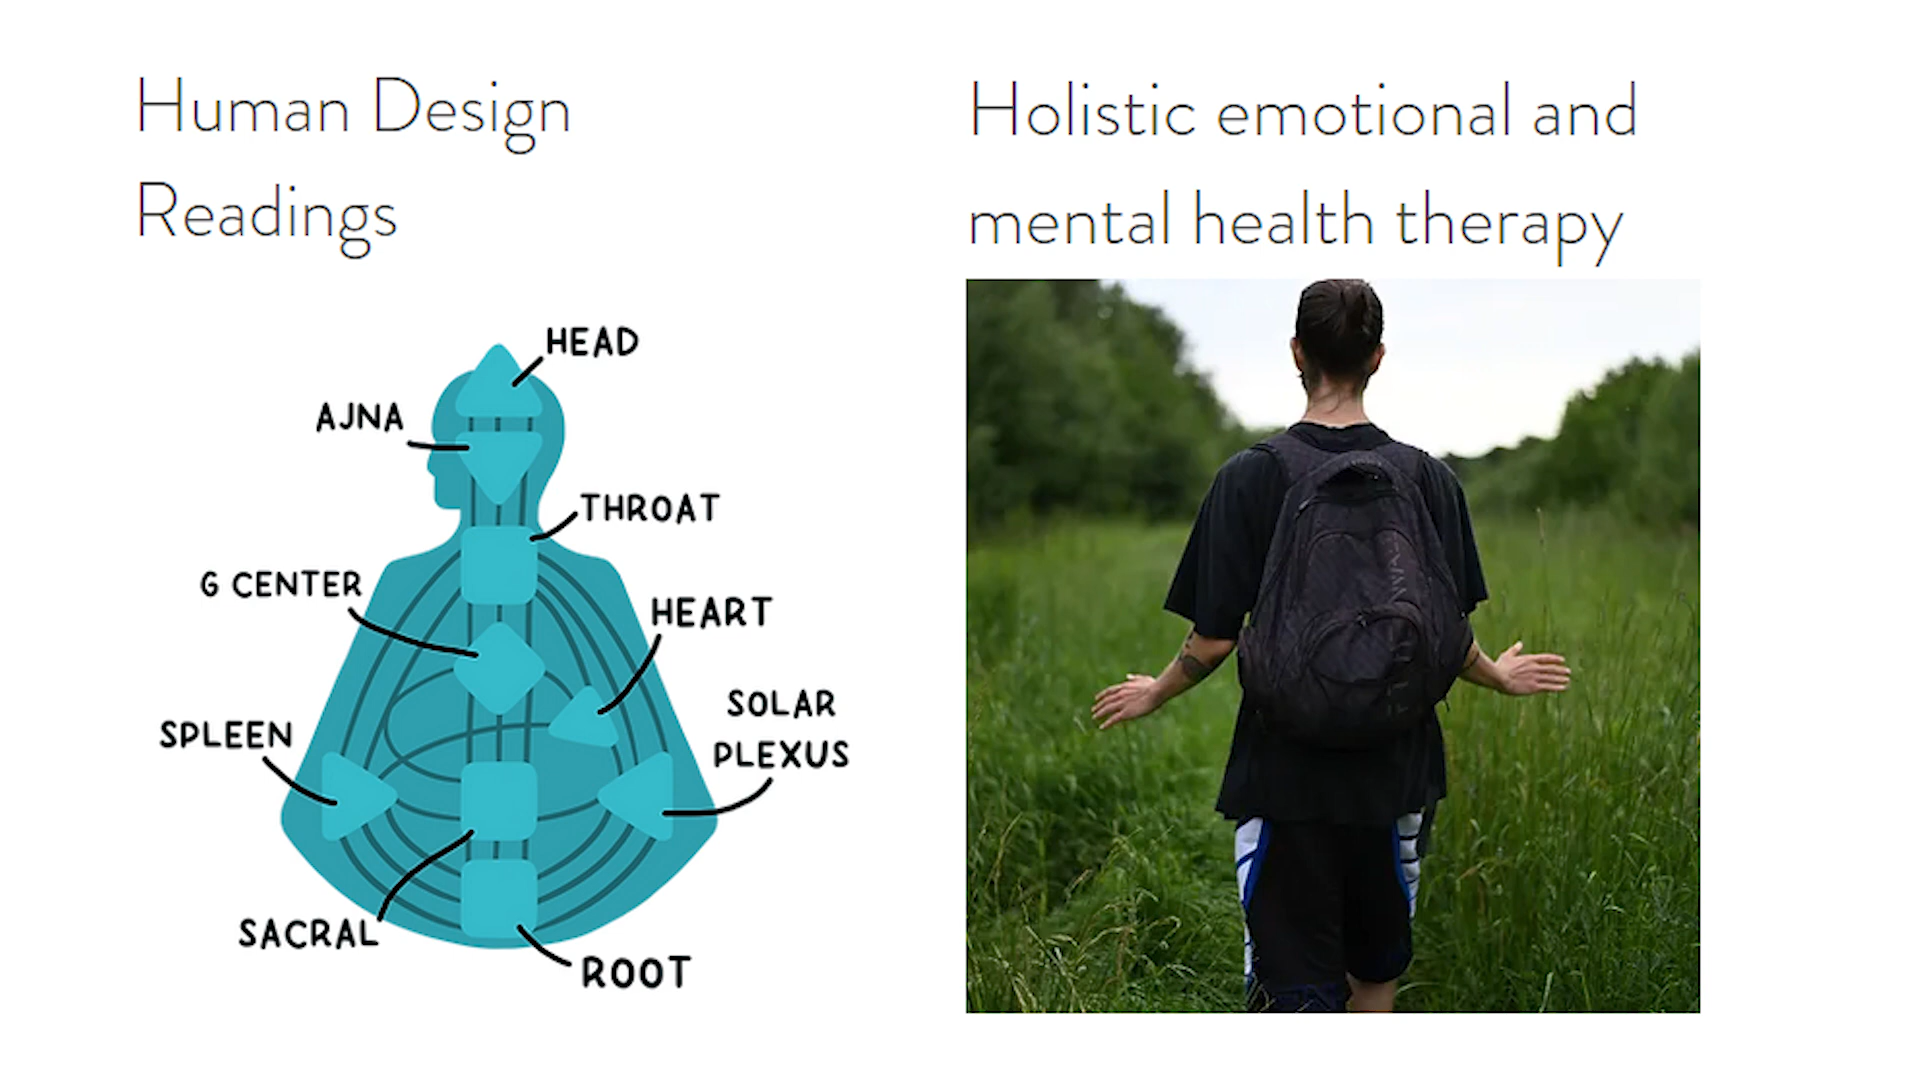 Human Design
Readings
Holistic emotional and
mental health therapy
HEAD
AJNA
THROAT
G CENTER
HEART
SOLAR
PLEXUS
SPLEEN
SACRAL
ROOT